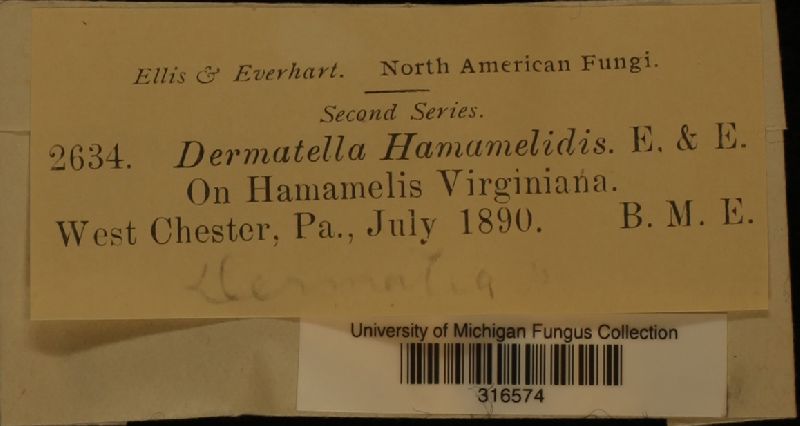 Ellis & Everhart. North American Fungi.
Second Series.
2634. Dermatella Hamamelidis. E. & E.
On Hamamelis Virginiana.
West Chester, Pa., July 1890. B. M. E.
Dermatea
University of Michigan Fungus Collection
316574